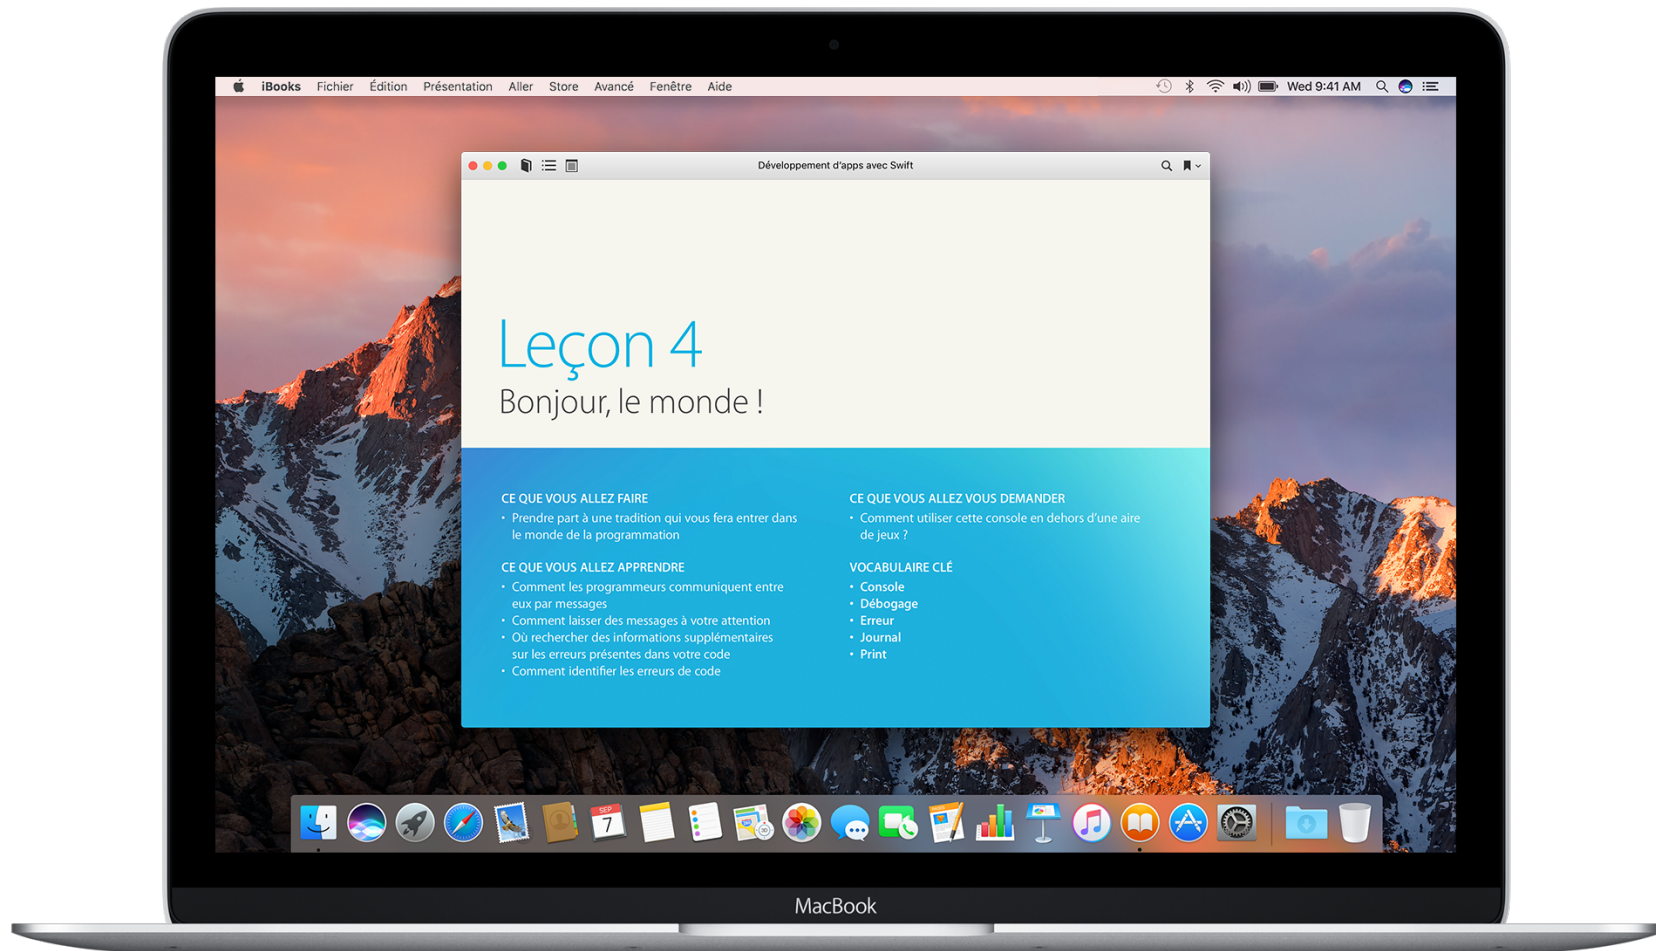 iBooks Fichier Édition Présentation Aller Store Avancé Fenêtre Aide
Wed 9:41 AM
Développement d'apps avec Swift
Leçon 4
Bonjour, le monde !
CE QUE VOUS ALLEZ FAIRE
• Prendre part à une tradition qui vous fera entrer dans
le monde de la programmation
CE QUE VOUS ALLEZ APPRENDRE
• Comment les programmeurs communiquent entre
eux par messages
• Comment laisser des messages à votre attention
• Où rechercher des informations supplémentaires
sur les erreurs présentes dans votre code
• Comment identifier les erreurs de code
CE QUE VOUS ALLEZ VOUS DEMANDER
• Comment utiliser cette console en dehors d'une aire
de jeux ?
VOCABULAIRE CLÉ
• Console
• Débogage
• Erreur
• Journal
• Print
SEP
7
MacBook